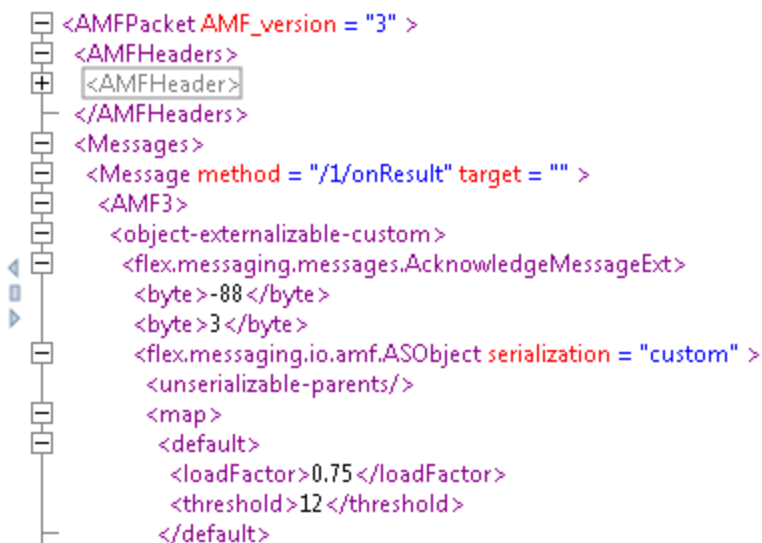 <AMFPacket AMF_version = "3" >
<AMFHeaders>
<AMFHeader>
</AMFHeaders>
<Messages>
<Message method = "/1/onResult" target = "" >
<AMF3>
<object-externalizable-custom>
<flex.messaging.messages.AcknowledgeMessageExt>
<byte>-88</byte>
<byte>3</byte>
<flex.messaging.io.amf.ASObject serialization = "custom" >
<unserializable-parents/>
<map>
<default>
<loadFactor>0.75</loadFactor>
<threshold>12</threshold>
</default>